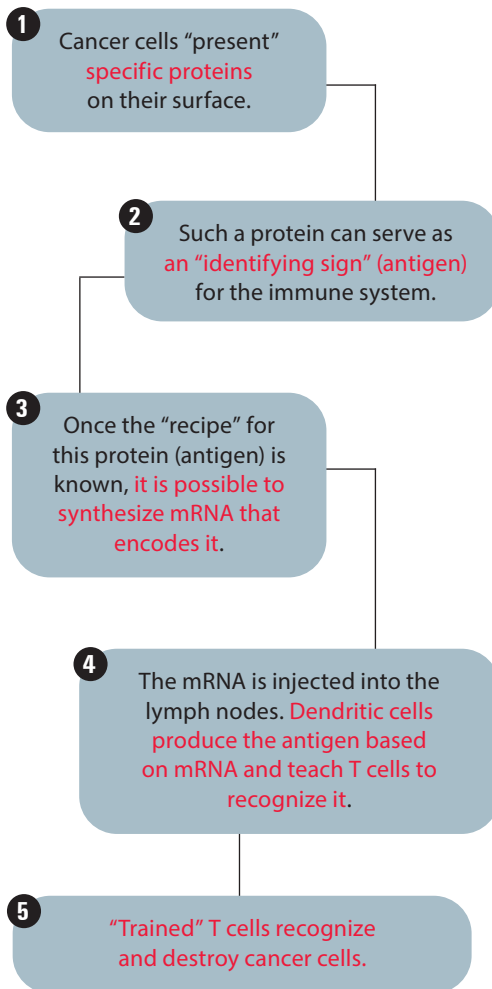 1
Cancer cells “present”
specific proteins
on their surface.
2
Such a protein can serve as
an “identifying sign” (antigen)
for the immune system.
3
Once the “recipe” for
this protein (antigen) is
known, it is possible to
synthesize mRNA that
encodes it.
4
The mRNA is injected into the
lymph nodes. Dendritic cells
produce the antigen based
on mRNA and teach T cells to
recognize it.
5
“Trained” T cells recognize
and destroy cancer cells.